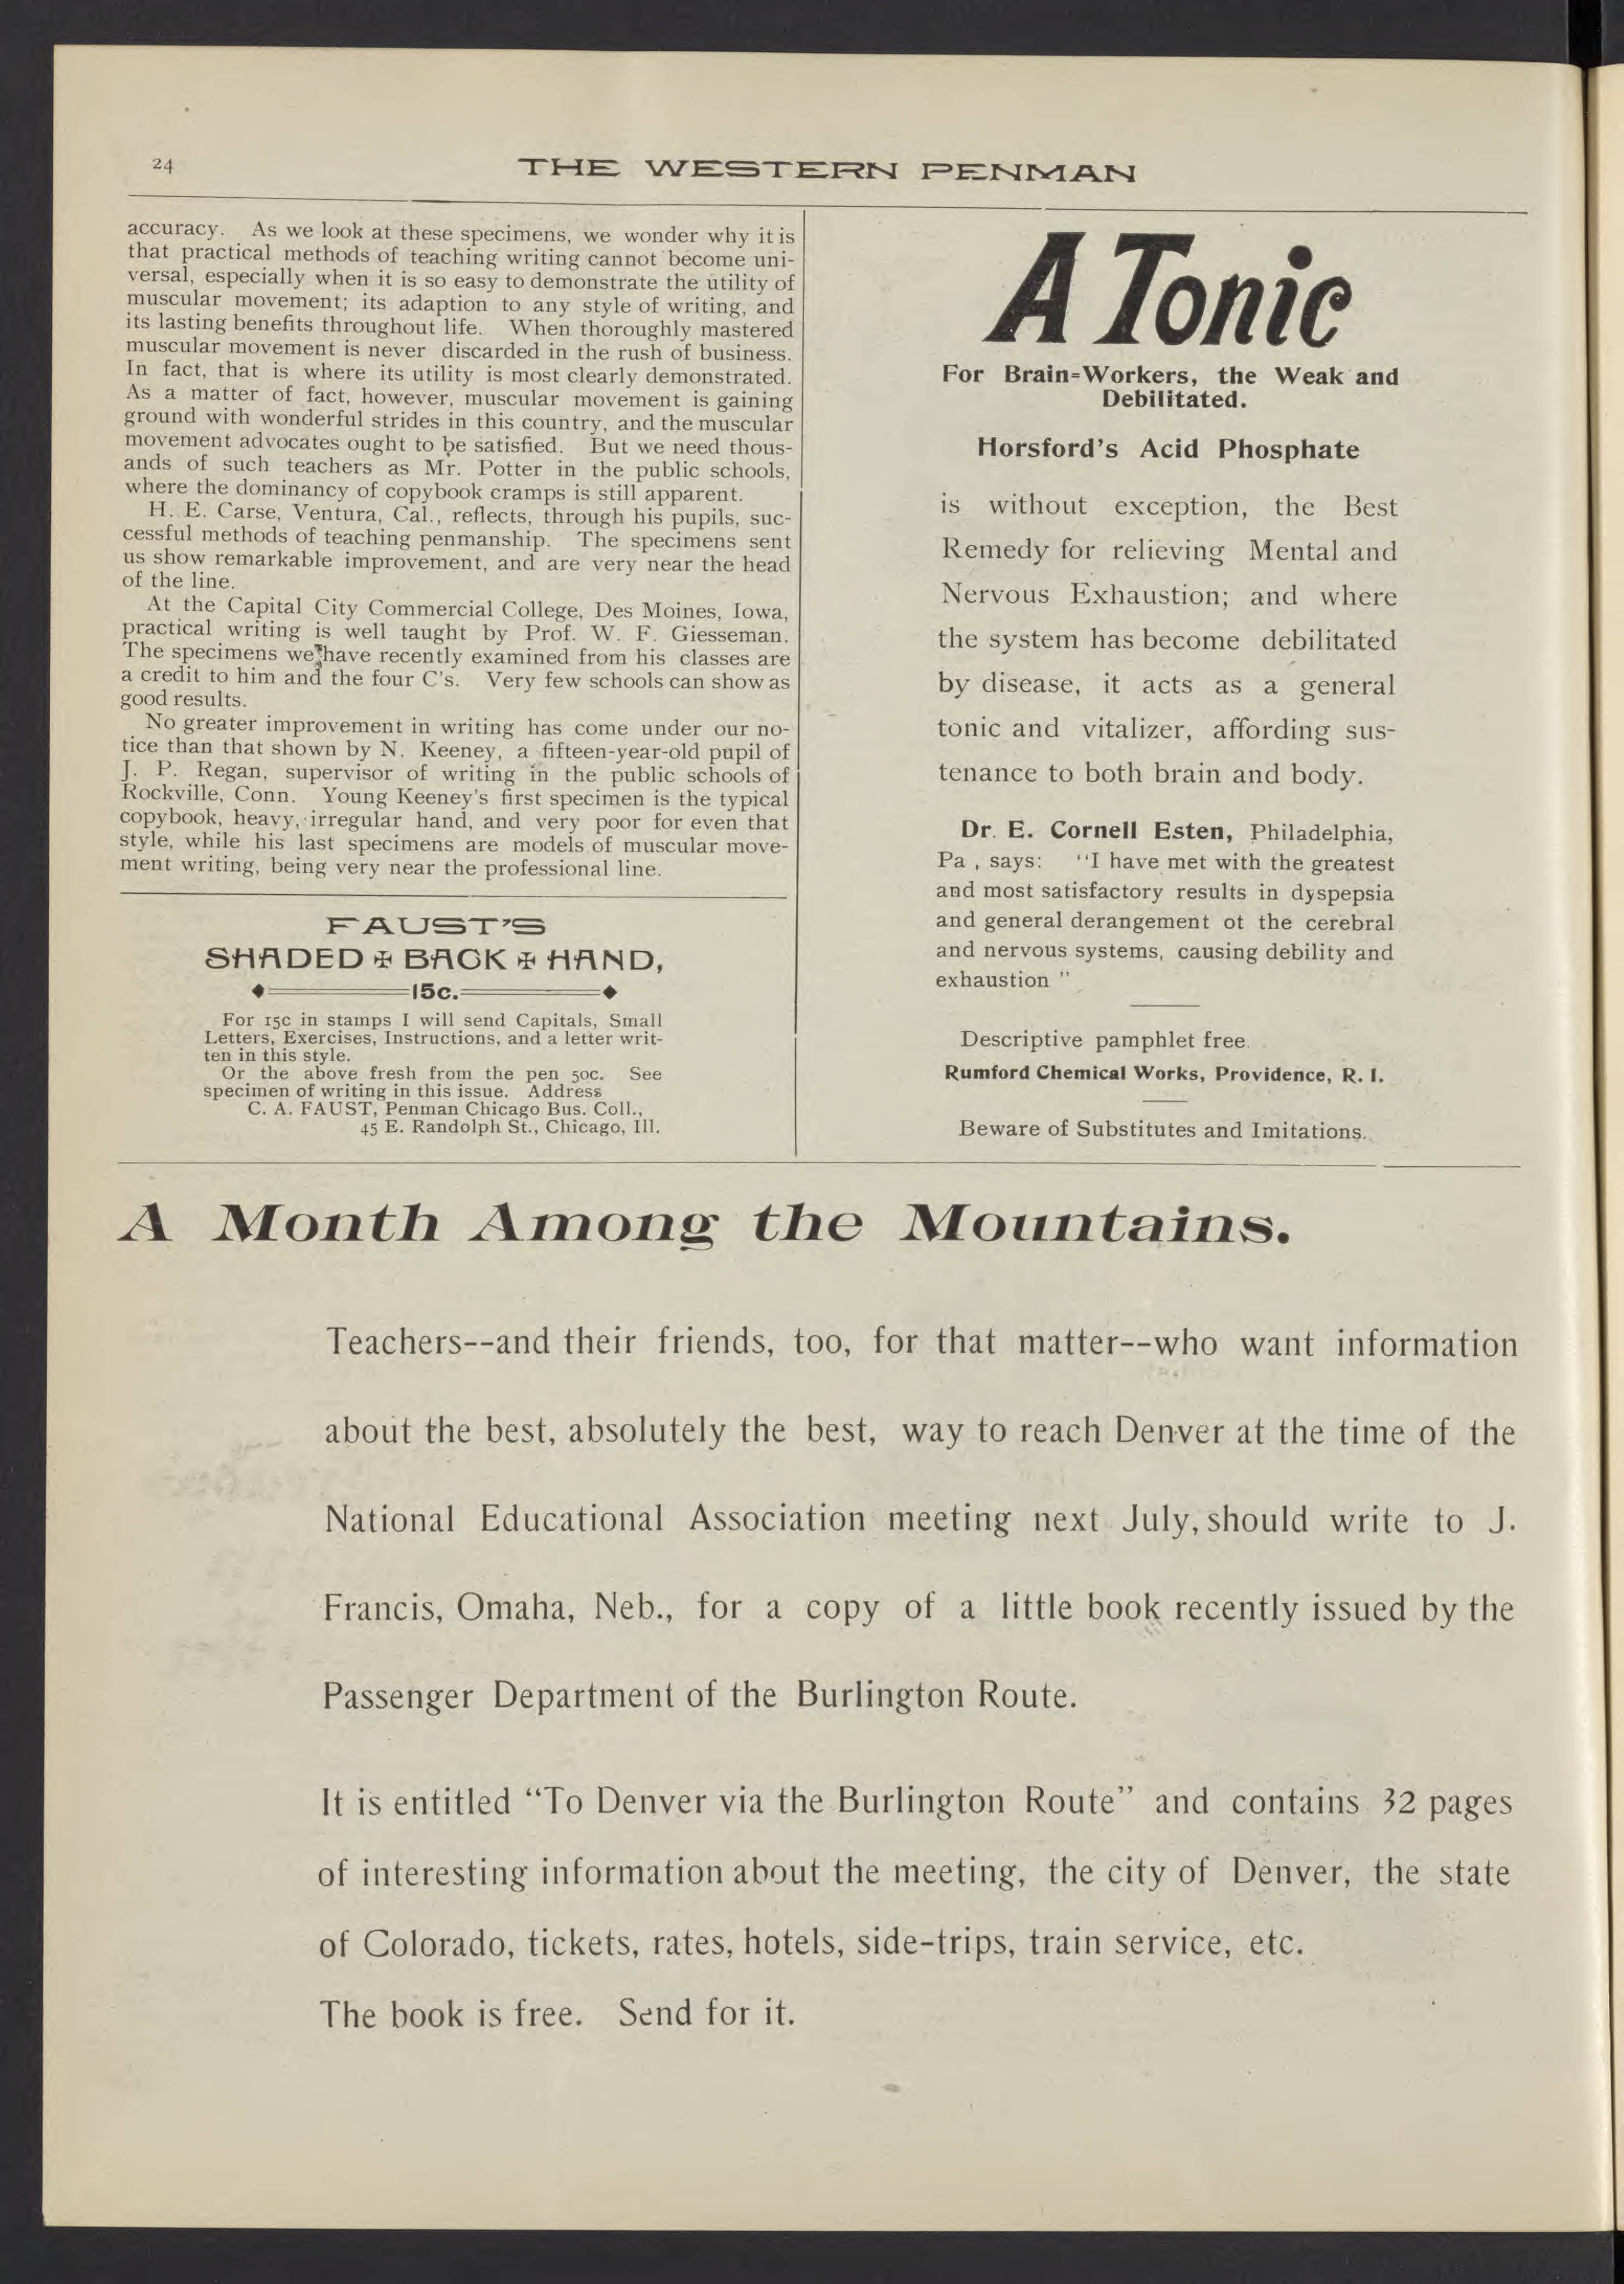 24
THE WESTERN PENMAN
accuracy. As we look at these specimens, we wonder why it is
that practical methods of teaching writing cannot become uni-
versal, especially when it is so easy to demonstrate the utility of
muscular movement; its adaption to any style of writing, and
its lasting benefits throughout life. When thoroughly mastered
muscular movement is never discarded in the rush of business.
In fact, that is where its utility is most clearly demonstrated.
As a matter of fact, however, muscular movement is gaining
ground with wonderful strides in this country, and the muscular
movement advocates ought to be satisfied. But we need thous-
ands of such teachers as Mr. Potter in the public schools,
where the dominancy of copybook cramps is still apparent.
H. E. Carse, Ventura, Cal., reflects, through his pupils, suc-
cessful methods of teaching penmanship. The specimens sent
us show remarkable improvement, and are very near the head
of the line.
At the Capital City Commercial College, Des Moines, Iowa,
practical writing is well taught by Prof. W. F. Giesseman.
The specimens we have recently examined from his classes are
a credit to him and the four C's. Very few schools can show as
good results.
No greater improvement in writing has come under our no-
tice than that shown by N. Keeney, a fifteen-year-old pupil of
J. P. Regan, supervisor of writing in the public schools of
Rockville, Conn. Young Keeney's first specimen is the typical
copybook, heavy, irregular hand, and very poor for even that
style, while his last specimens are models of muscular move-
ment writing, being very near the professional line.
FAUST'S
SHADED ✠ BACK ✠ HAND,
15c.
For 15c in stamps I will send Capitals, Small
Letters, Exercises, Instructions, and a letter writ-
ten in this style.
Or the above fresh from the pen 50c. See
specimen of writing in this issue. Address
C. A. FAUST, Penman Chicago Bus. Coll.,
45 E. Randolph St., Chicago, Ill.
A Tonic
For Brain=Workers, the Weak and
Debilitated.
Horsford's Acid Phosphate
is without exception, the Best
Remedy for relieving Mental and
Nervous Exhaustion; and where
the system has become debilitated
by disease, it acts as a general
tonic and vitalizer, affording sus-
tenance to both brain and body.
Dr. E. Cornell Esten, Philadelphia,
Pa , says: "I have met with the greatest
and most satisfactory results in dyspepsia
and general derangement ot the cerebral
and nervous systems, causing debility and
exhaustion "
Descriptive pamphlet free.
Rumford Chemical Works, Providence, R. I.
Beware of Substitutes and Imitations.
A Month Among the Mountains.
Teachers--and their friends, too, for that matter--who want information
about the best, absolutely the best, way to reach Denver at the time of the
National Educational Association meeting next July, should write to J.
Francis, Omaha, Neb., for a copy of a little book recently issued by the
Passenger Department of the Burlington Route.
It is entitled "To Denver via the Burlington Route" and contains 32 pages
of interesting information about the meeting, the city of Denver, the state
of Colorado, tickets, rates, hotels, side-trips, train service, etc.
The book is free. Send for it.